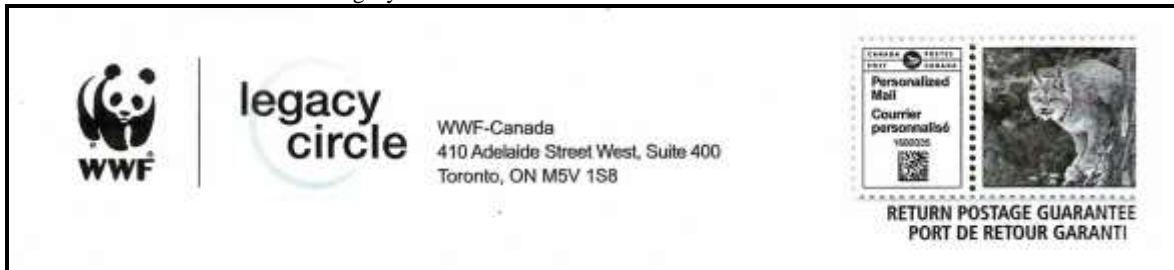 WWF
legacy
circle
WWF-Canada
410 Adelaide Street West, Suite 400
Toronto, ON M5V 1S8
CANADA POSTES
POST CANADA
Personalized
Mail
Courrier
personnalisé
RETURN POSTAGE GUARANTEE
PORT DE RETOUR GARANTI